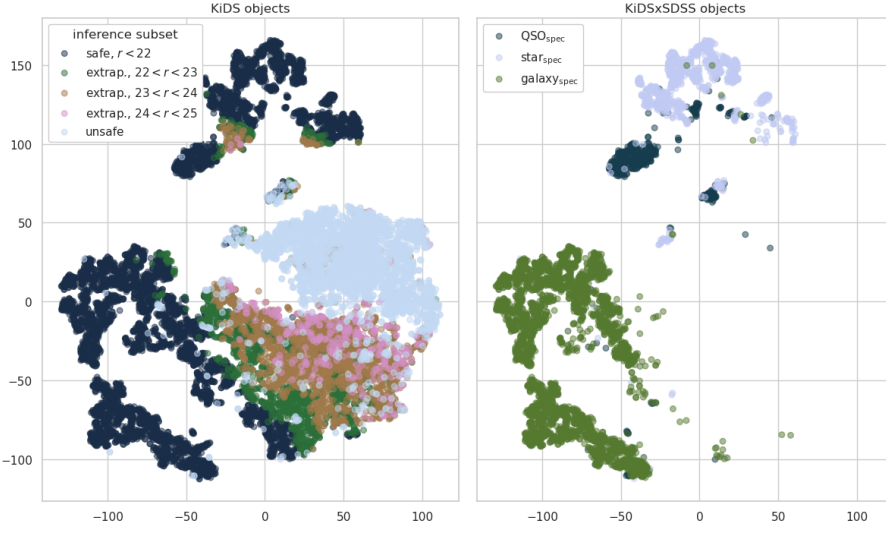 KiDS objects
inference subset
safe, r < 22
extrap., 22 < r < 23
extrap., 23 < r < 24
extrap., 24 < r < 25
unsafe
150
100
50
0
−50
−100
−100
−50
0
50
100
KiDSxSDSS objects
QSOspec
starspec
galaxyspec
−100
−50
0
50
100